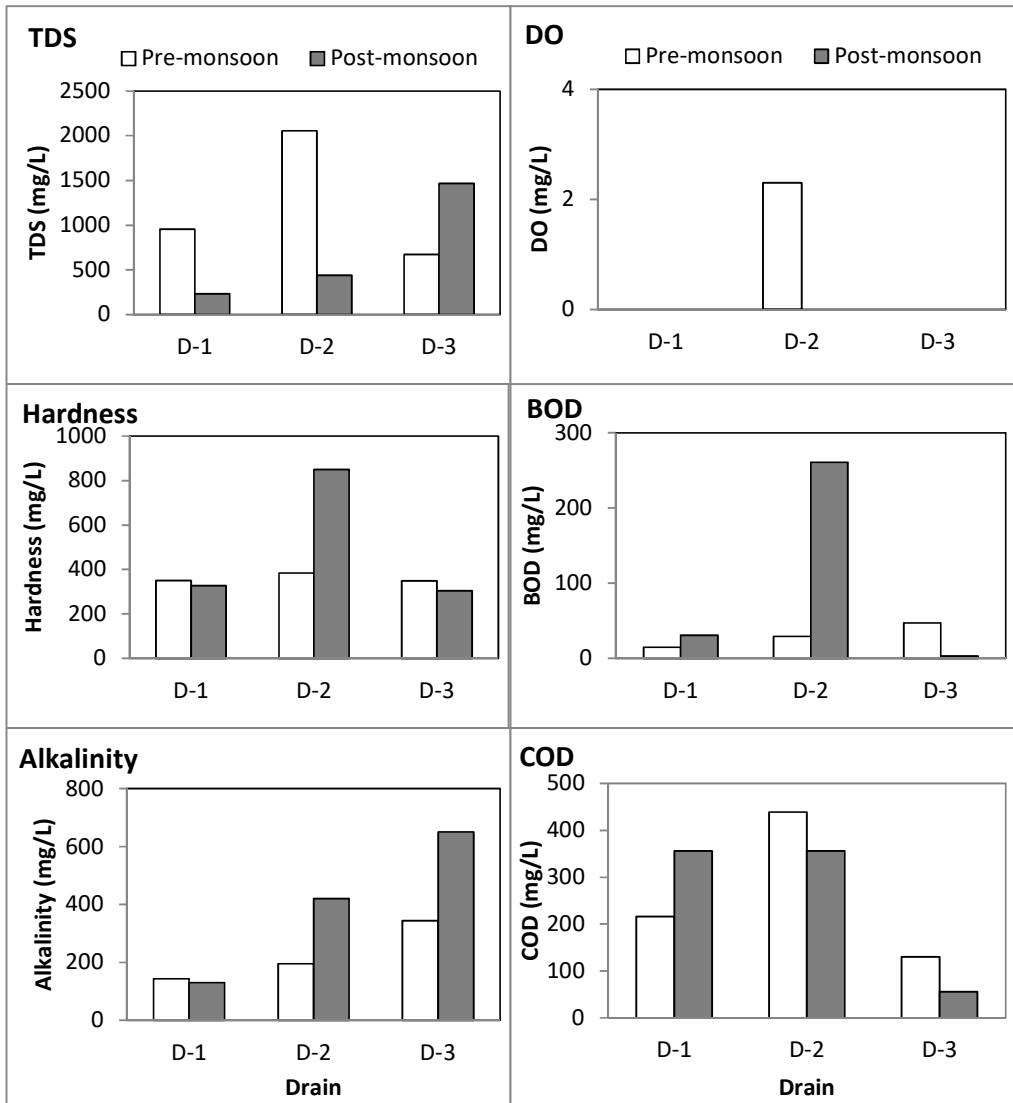 TDS
Pre-monsoon Post-monsoon
2500
2000
1500
1000
500
0
TDS (mg/L)
D-1 D-2 D-3
DO
Pre-monsoon Post-monsoon
4
2
0
DO (mg/L)
D-1 D-2 D-3
Hardness
1000
800
600
400
200
0
Hardness (mg/L)
D-1 D-2 D-3
BOD
300
200
100
0
BOD (mg/L)
D-1 D-2 D-3
Alkalinity
800
600
400
200
0
Alkalinity (mg/L)
D-1 D-2 D-3
Drain
COD
500
400
300
200
100
0
COD (mg/L)
D-1 D-2 D-3
Drain